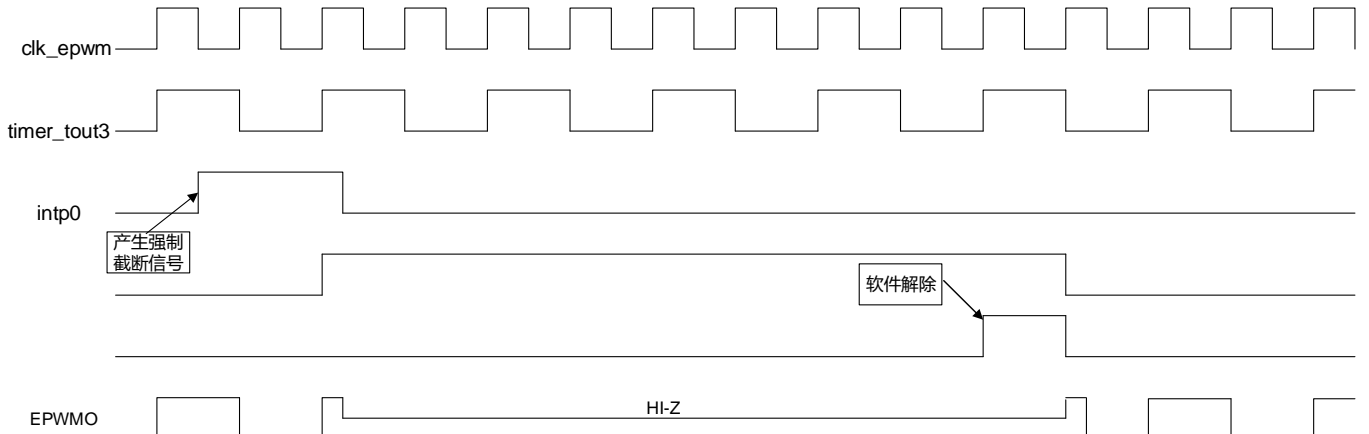 clk_epwm
timer_tout3
intp0
产生强制
截断信号
软件解除
HI-Z
EPWMO